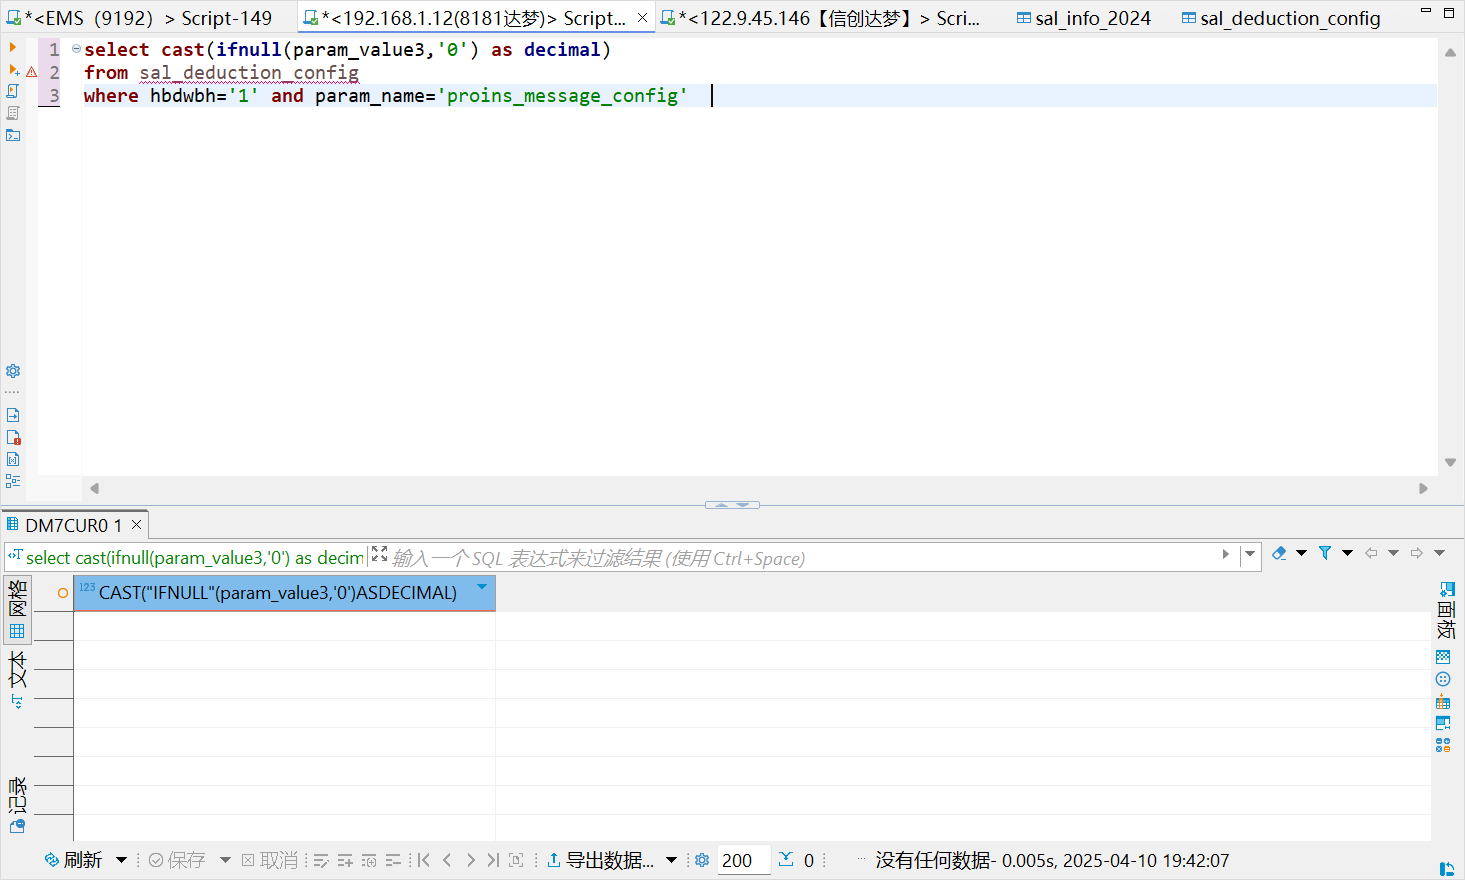 *<EMS（9192）> Script-149
*<192.168.1.12(8181达梦)> Script...
*<122.9.45.146【信创达梦】> Scri...
sal_info_2024
sal_deduction_config
1 select cast(ifnull(param_value3,'0') as decimal)
2 from sal_deduction_config
3 where hbdwbh='1' and param_name='proins_message_config'
DM7CUR0 1
select cast(ifnull(param_value3,'0') as decim
输入一个 SQL 表达式来过滤结果 (使用 Ctrl+Space)
网格
123 CAST("IFNULL"(param_value3,'0')ASDECIMAL)
面板
文本
记录
刷新 保存 取消 导出数据... 200 0 没有任何数据- 0.005s, 2025-04-10 19:42:07